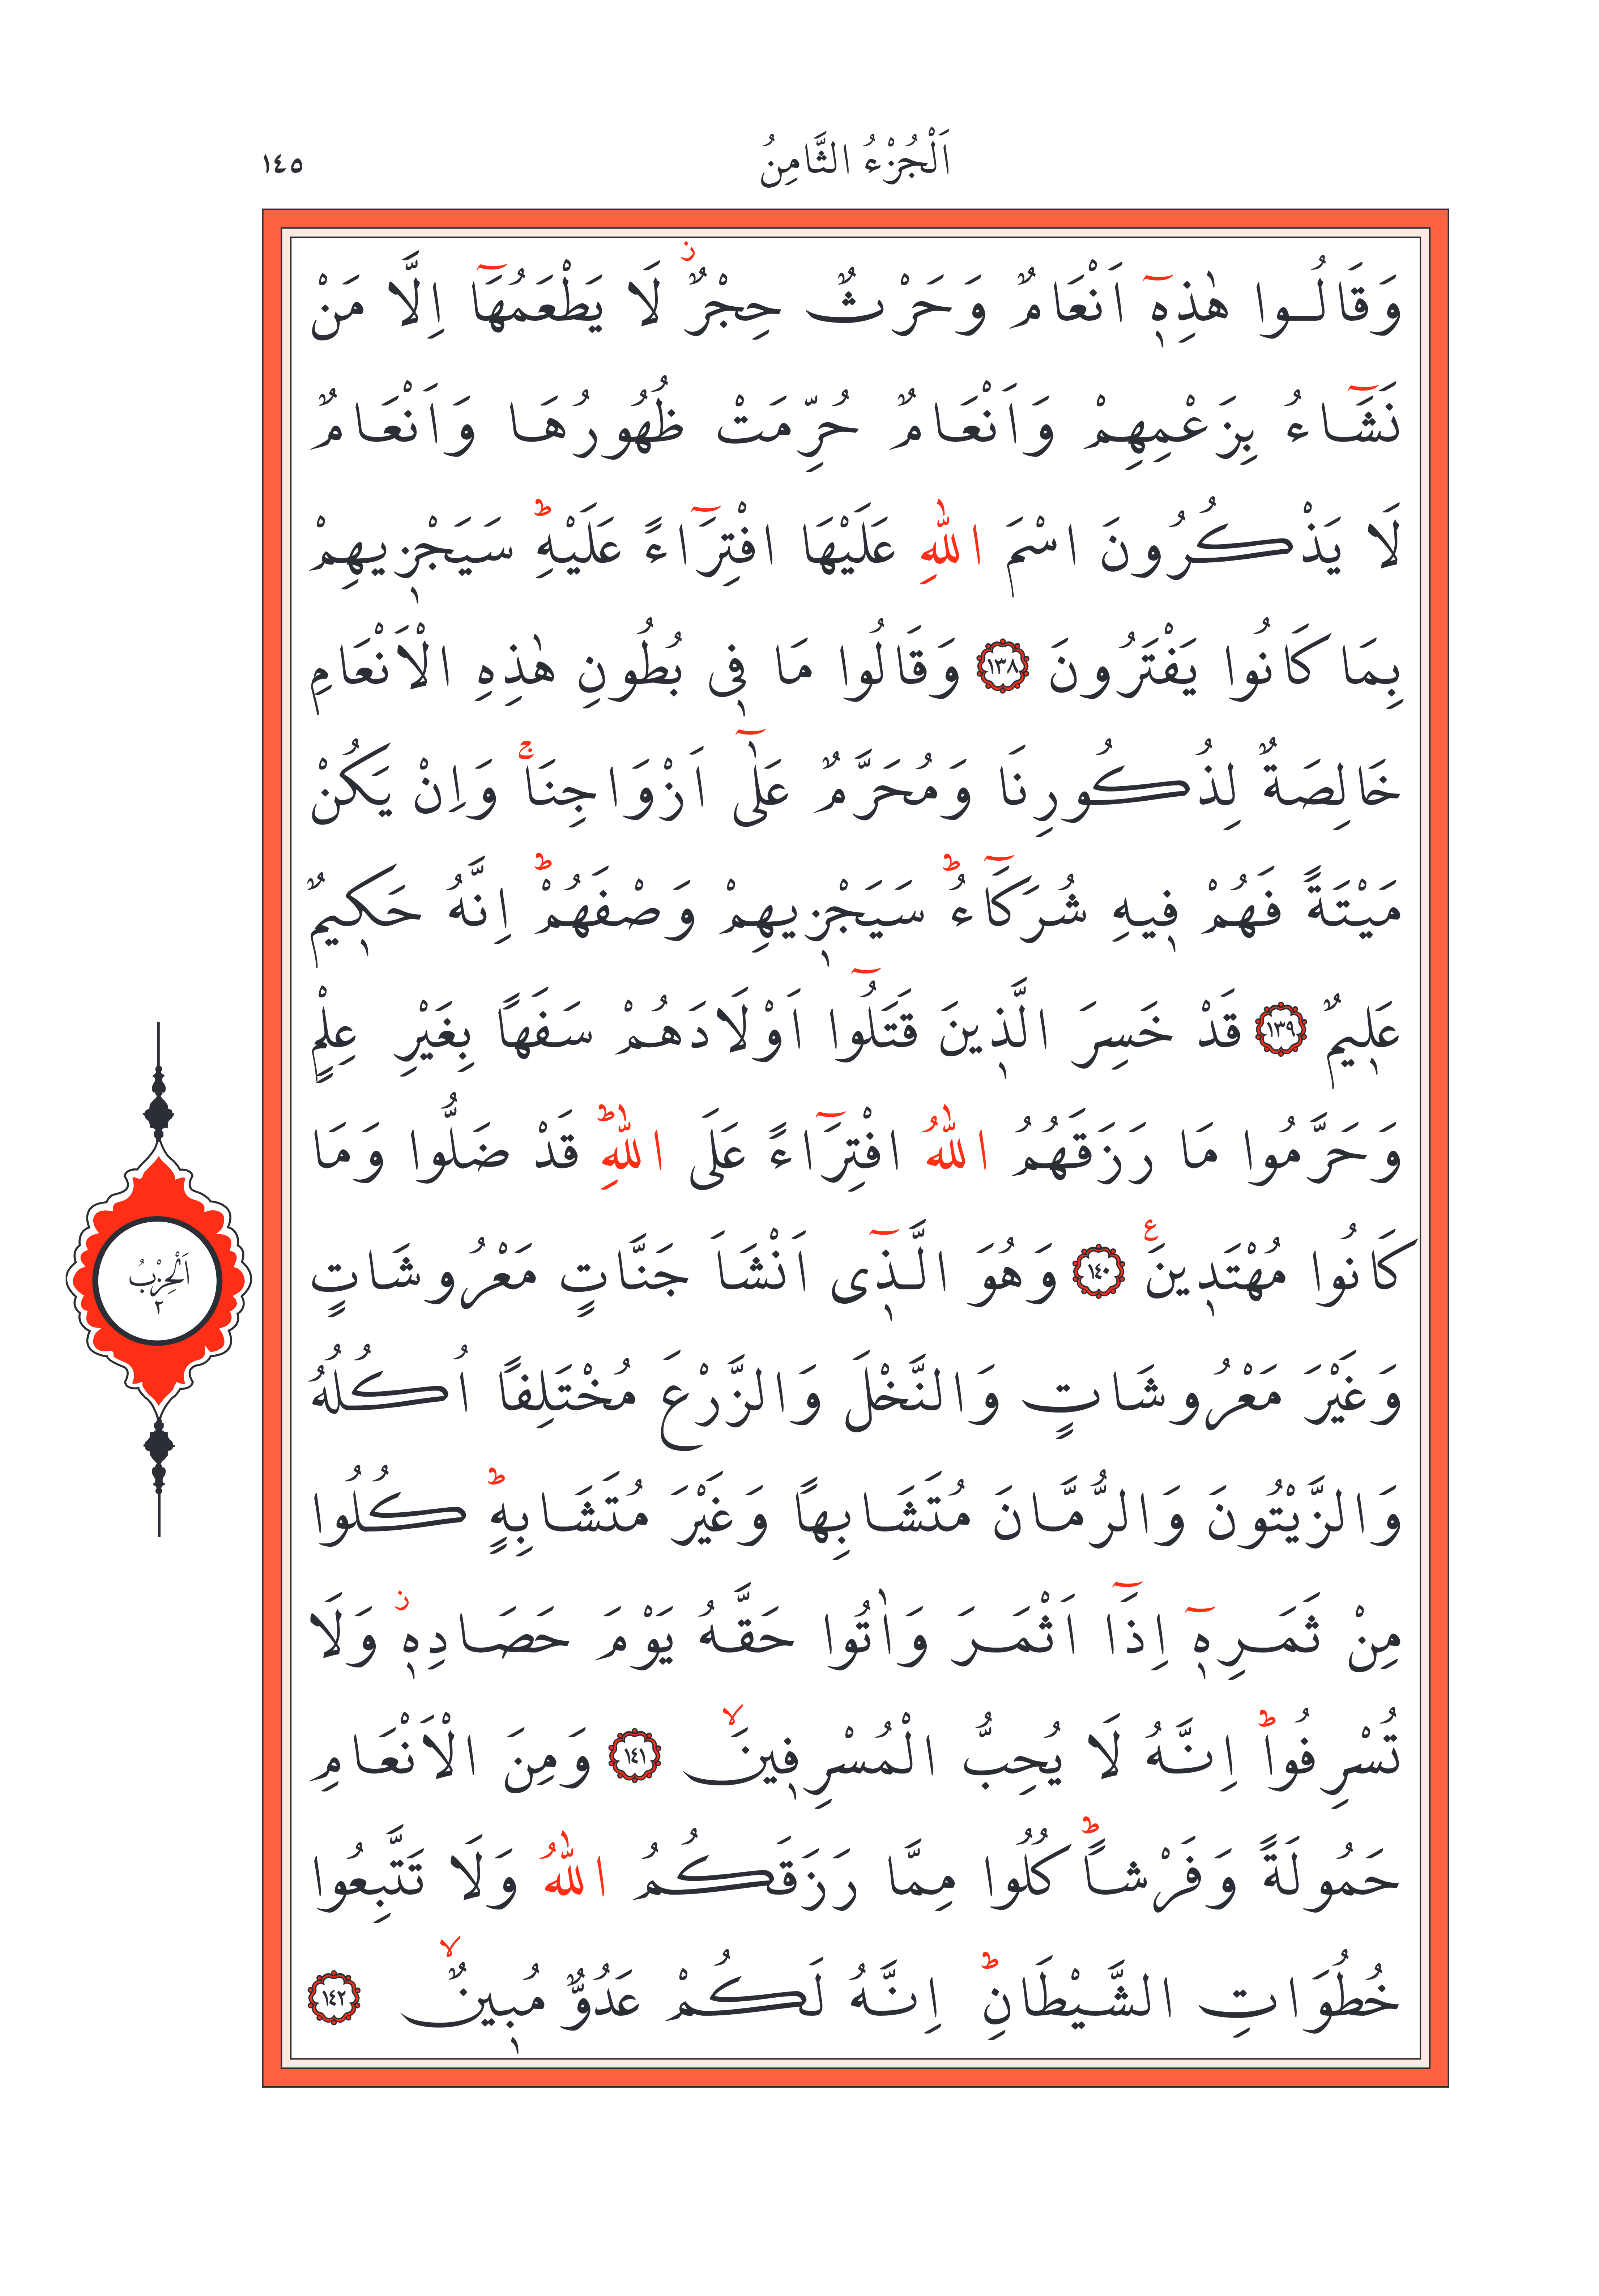 اَلْجُزْءُ الثَّامِنُ
١٤٥
وَقَالُوا هٰذِهٖٓ اَنْعَامٌ وَحَرْثٌ حِجْرٌۘ لَا يَطْعَمُهَٓا اِلَّا مَنْ
نَشَٓاءُ بِزَعْمِهِمْ وَاَنْعَامٌ حُرِّمَتْ ظُهُورُهَا وَاَنْعَامٌ
لَا يَذْكُرُونَ اسْمَ اللّٰهِ عَلَيْهَا افْتِرَٓاءً عَلَيْهِؕ سَيَجْزٖيهِمْ
بِمَا كَانُوا يَفْتَرُونَ ﴿١٣٨﴾ وَقَالُوا مَا فٖى بُطُونِ هٰذِهِ الْاَنْعَامِ
خَالِصَةٌ لِذُكُورِنَا وَمُحَرَّمٌ عَلٰٓى اَزْوَاجِنَاۚ وَاِنْ يَكُنْ
مَيْتَةً فَهُمْ فٖيهِ شُرَكَٓاءُؕ سَيَجْزٖيهِمْ وَصْفَهُمْؕ اِنَّهُ حَكٖيمٌ
عَلٖيمٌ ﴿١٣٩﴾ قَدْ خَسِرَ الَّذٖينَ قَتَلُٓوا اَوْلَادَهُمْ سَفَهًا بِغَيْرِ عِلْمٍ
وَحَرَّمُوا مَا رَزَقَهُمُ اللّٰهُ افْتِرَٓاءً عَلَى اللّٰهِؕ قَدْ ضَلُّوا وَمَا
كَانُوا مُهْتَدٖينَ ع ﴿١٤٠﴾ وَهُوَ الَّذٖٓى اَنْشَاَ جَنَّاتٍ مَعْرُوشَاتٍ
وَغَيْرَ مَعْرُوشَاتٍ وَالنَّخْلَ وَالزَّرْعَ مُخْتَلِفًا اُكُلُهُ
وَالزَّيْتُونَ وَالرُّمَّانَ مُتَشَابِهًا وَغَيْرَ مُتَشَابِهٍؕ كُلُوا
مِنْ ثَمَرِهٖٓ اِذَٓا اَثْمَرَ وَاٰتُوا حَقَّهُ يَوْمَ حَصَادِهٖؗ وَلَا
تُسْرِفُواؕ اِنَّهُ لَا يُحِبُّ الْمُسْرِفٖينَۙ ﴿١٤١﴾ وَمِنَ الْاَنْعَامِ
حَمُولَةً وَفَرْشًاؕ كُلُوا مِمَّا رَزَقَكُمُ اللّٰهُ وَلَا تَتَّبِعُوا
خُطُوَاتِ الشَّيْطَانِؕ اِنَّهُ لَكُمْ عَدُوٌّ مُبٖينٌۙ ﴿١٤٢﴾
اَلْحِزْبُ
٢